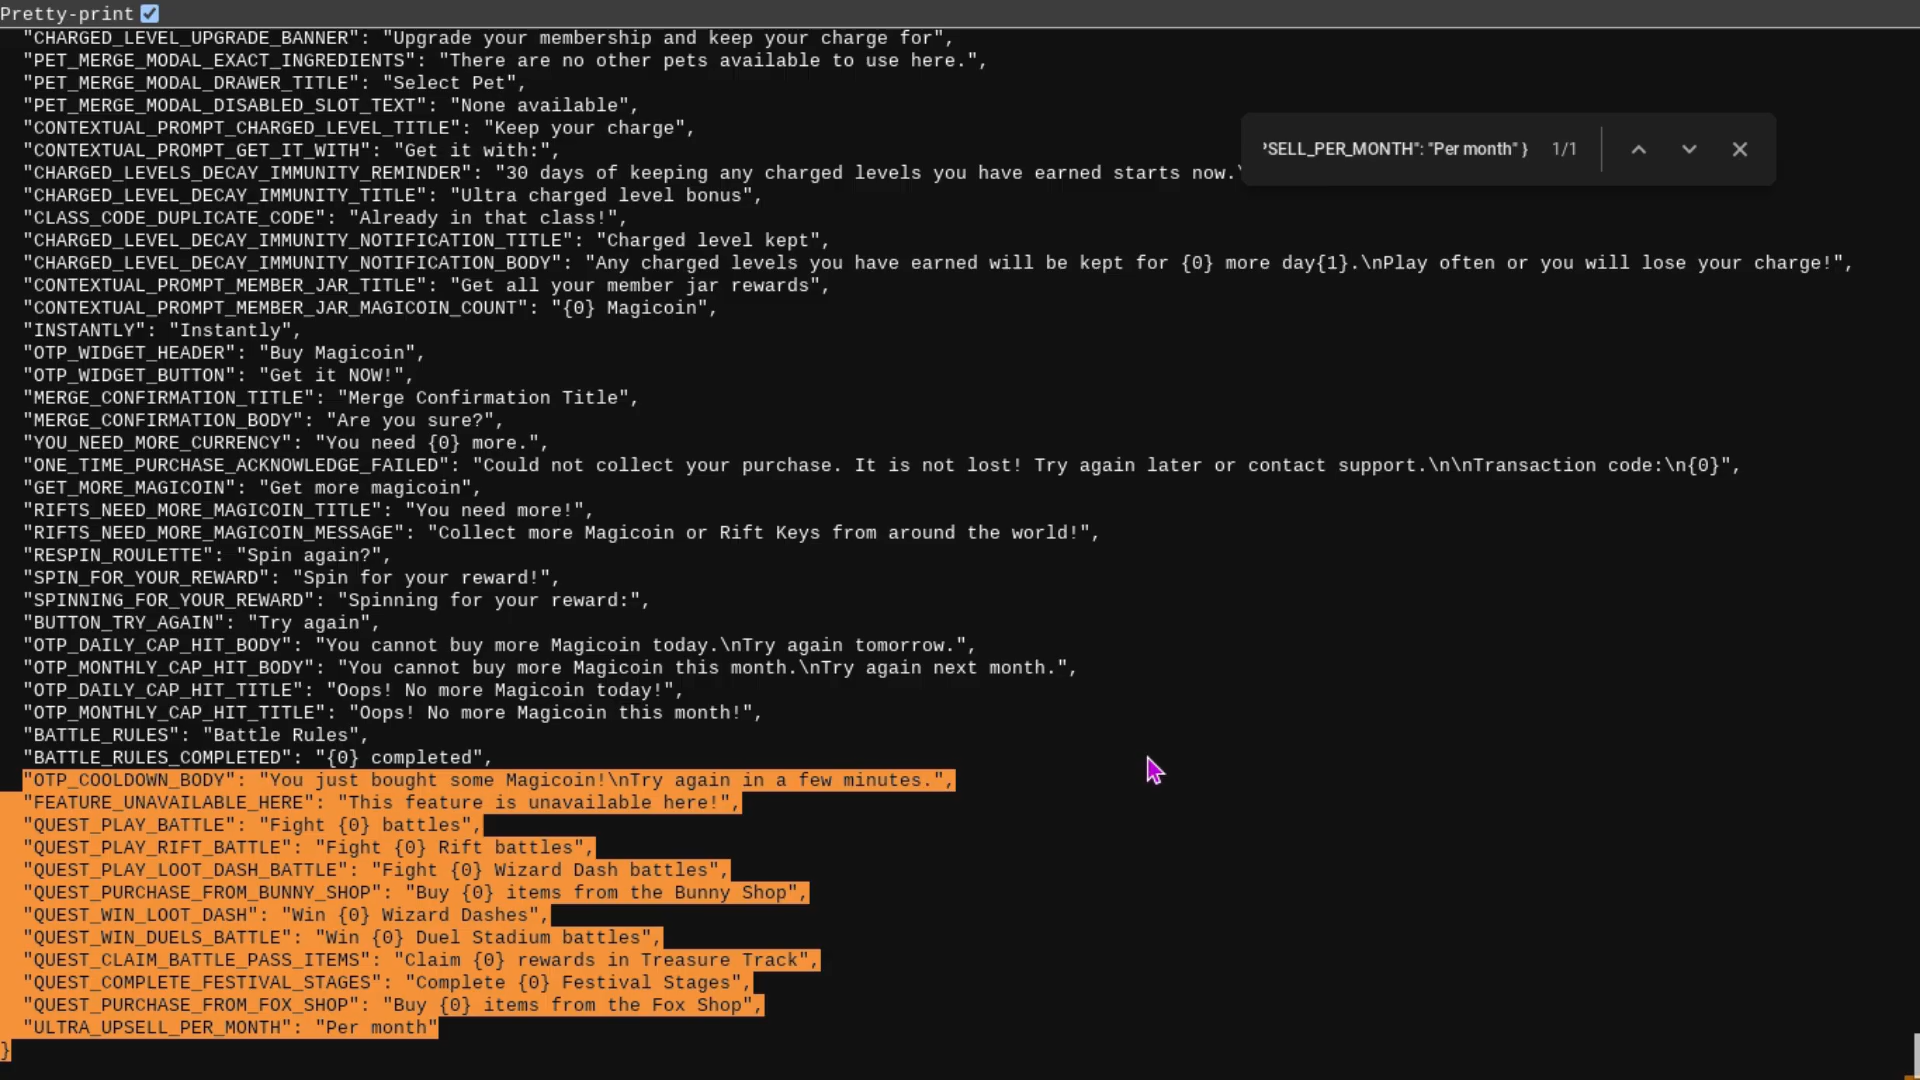 Pretty-print
"CHARGED_LEVEL_UPGRADE_BANNER": "Upgrade your membership and keep your charge for",
"PET_MERGE_MODAL_EXACT_INGREDIENTS": "There are no other pets available to use here.",
"PET_MERGE_MODAL_DRAWER_TITLE": "Select Pet",
"PET_MERGE_MODAL_DISABLED_SLOT_TEXT": "None available",
"CONTEXTUAL_PROMPT_CHARGED_LEVEL_TITLE": "Keep your charge",
"CONTEXTUAL_PROMPT_GET_IT_WITH": "Get it with:",
SELL_PER_MONTH": "Per month" } 1/1
"CHARGED_LEVELS_DECAY_IMMUNITY_REMINDER": "30 days of keeping any charged levels you have earned starts now.\
"CHARGED_LEVEL_DECAY_IMMUNITY_TITLE": "Ultra charged level bonus",
"CLASS_CODE_DUPLICATE_CODE": "Already in that class!",
"CHARGED_LEVEL_DECAY_IMMUNITY_NOTIFICATION_TITLE": "Charged level kept",
"CHARGED_LEVEL_DECAY_IMMUNITY_NOTIFICATION_BODY": "Any charged levels you have earned will be kept for {0} more day{1}.\nPlay often or you will lose your charge!",
"CONTEXTUAL_PROMPT_MEMBER_JAR_TITLE": "Get all your member jar rewards",
"CONTEXTUAL_PROMPT_MEMBER_JAR_MAGICOIN_COUNT": "{0} Magicoin",
"INSTANTLY": "Instantly",
"OTP_WIDGET_HEADER": "Buy Magicoin",
"OTP_WIDGET_BUTTON": "Get it NOW!",
"MERGE_CONFIRMATION_TITLE": "Merge Confirmation Title",
"MERGE_CONFIRMATION_BODY": "Are you sure?",
"YOU_NEED_MORE_CURRENCY": "You need {0} more.",
"ONE_TIME_PURCHASE_ACKNOWLEDGE_FAILED": "Could not collect your purchase. It is not lost! Try again later or contact support.\n\nTransaction code:\n{0}",
"GET_MORE_MAGICOIN": "Get more magicoin",
"RIFTS_NEED_MORE_MAGICOIN_TITLE": "You need more!",
"RIFTS_NEED_MORE_MAGICOIN_MESSAGE": "Collect more Magicoin or Rift Keys from around the world!",
"RESPIN_ROULETTE": "Spin again?",
"SPIN_FOR_YOUR_REWARD": "Spin for your reward!",
"SPINNING_FOR_YOUR_REWARD": "Spinning for your reward:",
"BUTTON_TRY_AGAIN": "Try again",
"OTP_DAILY_CAP_HIT_BODY": "You cannot buy more Magicoin today.\nTry again tomorrow.",
"OTP_MONTHLY_CAP_HIT_BODY": "You cannot buy more Magicoin this month.\nTry again next month.",
"OTP_DAILY_CAP_HIT_TITLE": "Oops! No more Magicoin today!",
"OTP_MONTHLY_CAP_HIT_TITLE": "Oops! No more Magicoin this month!",
"BATTLE_RULES": "Battle Rules",
"BATTLE_RULES_COMPLETED": "{0} completed",
"OTP_COOLDOWN_BODY": "You just bought some Magicoin!\nTry again in a few minutes.",
"FEATURE_UNAVAILABLE_HERE": "This feature is unavailable here!",
"QUEST_PLAY_BATTLE": "Fight {0} battles",
"QUEST_PLAY_RIFT_BATTLE": "Fight {0} Rift battles",
"QUEST_PLAY_LOOT_DASH_BATTLE": "Fight {0} Wizard Dash battles",
"QUEST_PURCHASE_FROM_BUNNY_SHOP": "Buy {0} items from the Bunny Shop",
"QUEST_WIN_LOOT_DASH": "Win {0} Wizard Dashes",
"QUEST_WIN_DUELS_BATTLE": "Win {0} Duel Stadium battles",
"QUEST_CLAIM_BATTLE_PASS_ITEMS": "Claim {0} rewards in Treasure Track",
"QUEST_COMPLETE_FESTIVAL_STAGES": "Complete {0} Festival Stages",
"QUEST_PURCHASE_FROM_FOX_SHOP": "Buy {0} items from the Fox Shop",
"ULTRA_UPSELL_PER_MONTH": "Per month"
}